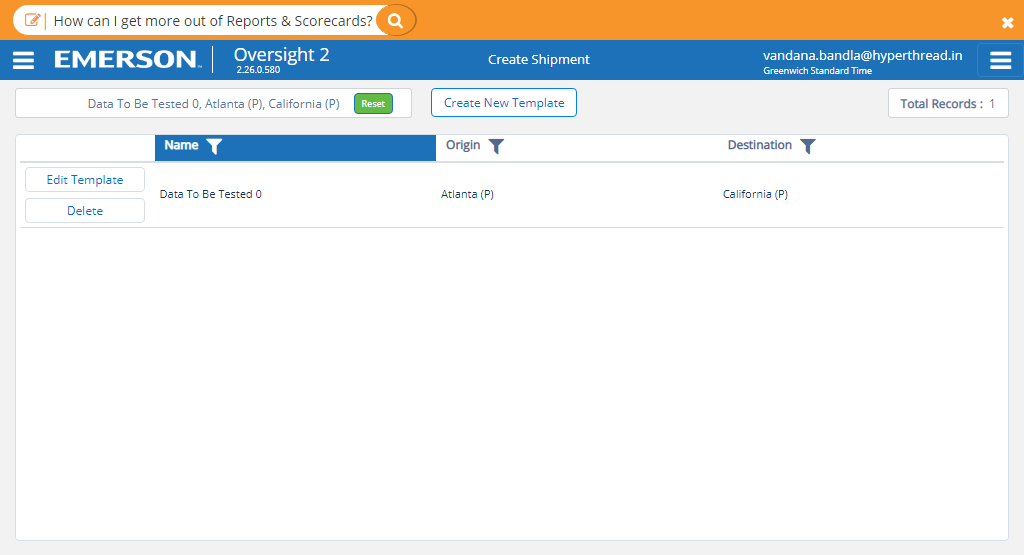 How can I get more out of Reports & Scorecards?
EMERSON
Oversight 2
2.26.0.580
Create Shipment
vandana.bandla@hyperthread.in
Greenwich Standard Time
Data To Be Tested 0, Atlanta (P), California (P)
Reset
Create New Template
Total Records : 1
Name
Origin
Destination
Edit Template
Delete
Data To Be Tested 0
Atlanta (P)
California (P)